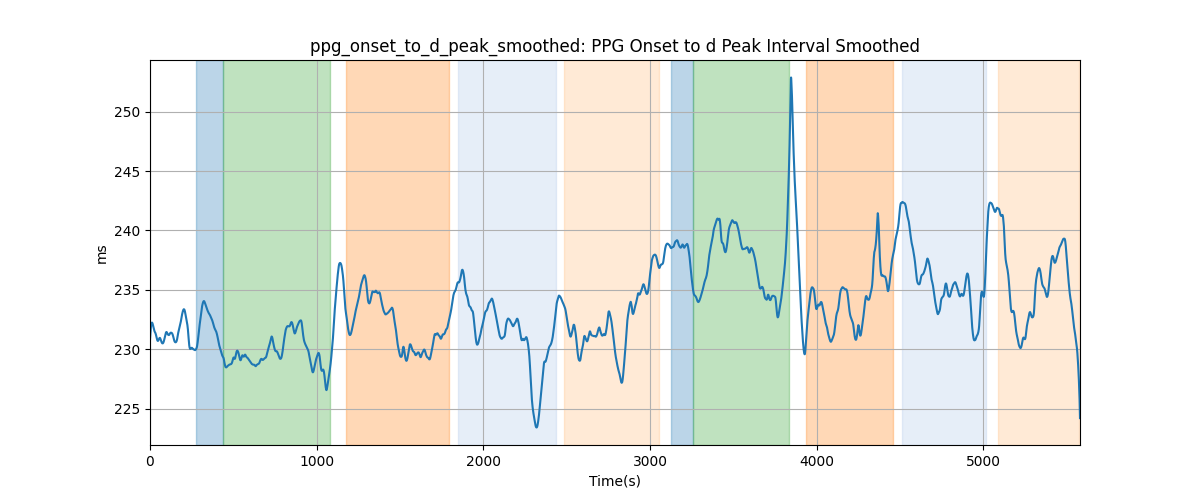 ppg_onset_to_d_peak_smoothed: PPG Onset to d Peak Interval Smoothed
250
245
240
235
230
225
ms
0 1000 2000 3000 4000 5000
Time(s)